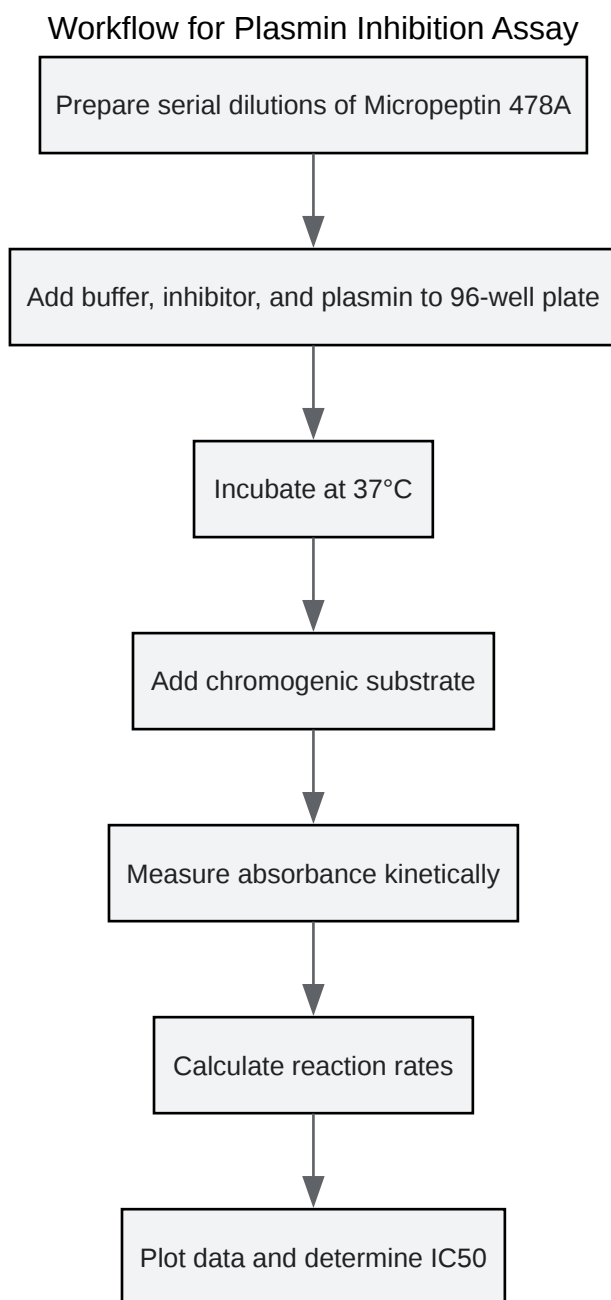 Workflow for Plasmin Inhibition Assay
Prepare serial dilutions of Micropeptin 478A
Add buffer, inhibitor, and plasmin to 96-well plate
Incubate at 37°C
Add chromogenic substrate
Measure absorbance kinetically
Calculate reaction rates
Plot data and determine IC50